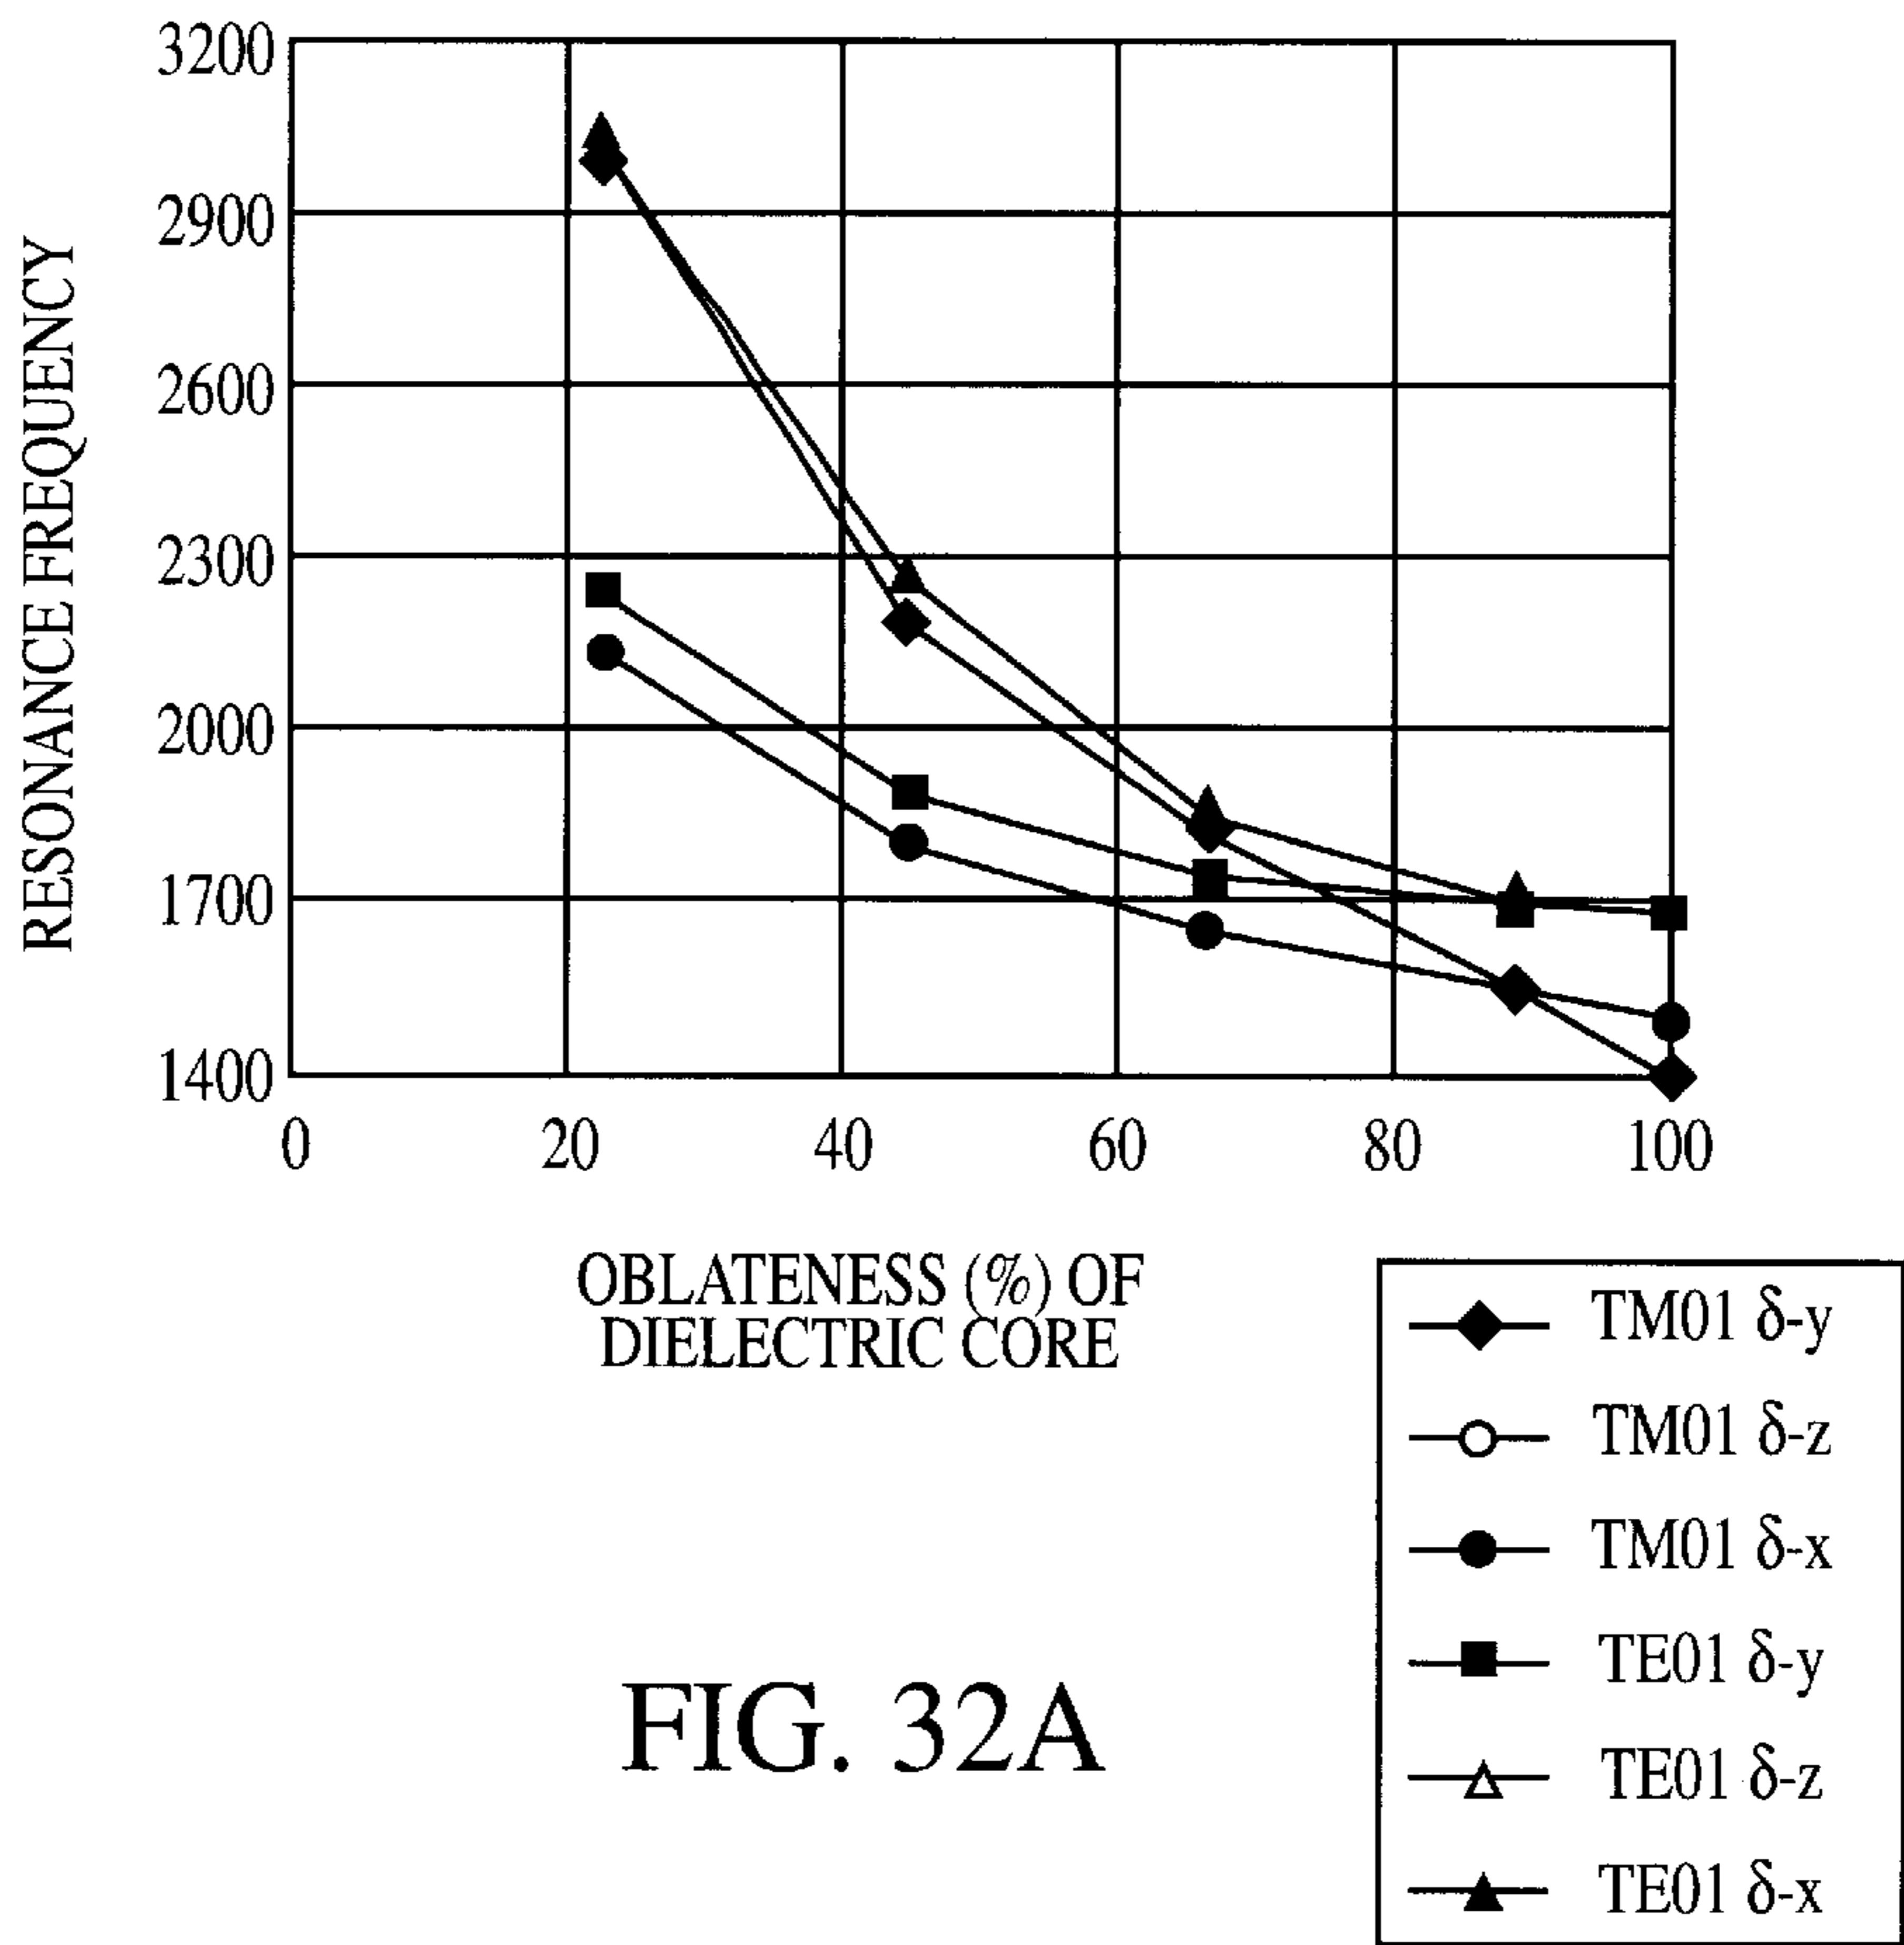 RESONANCE FREQUENCY
3200
2900
2600
2300
2000
1700
1400
0 20 40 60 80 100
OBLATENESS (%) OF
DIELECTRIC CORE
TM01 δ-y
TM01 δ-z
TM01 δ-x
TE01 δ-y
TE01 δ-z
TE01 δ-x
FIG. 32A